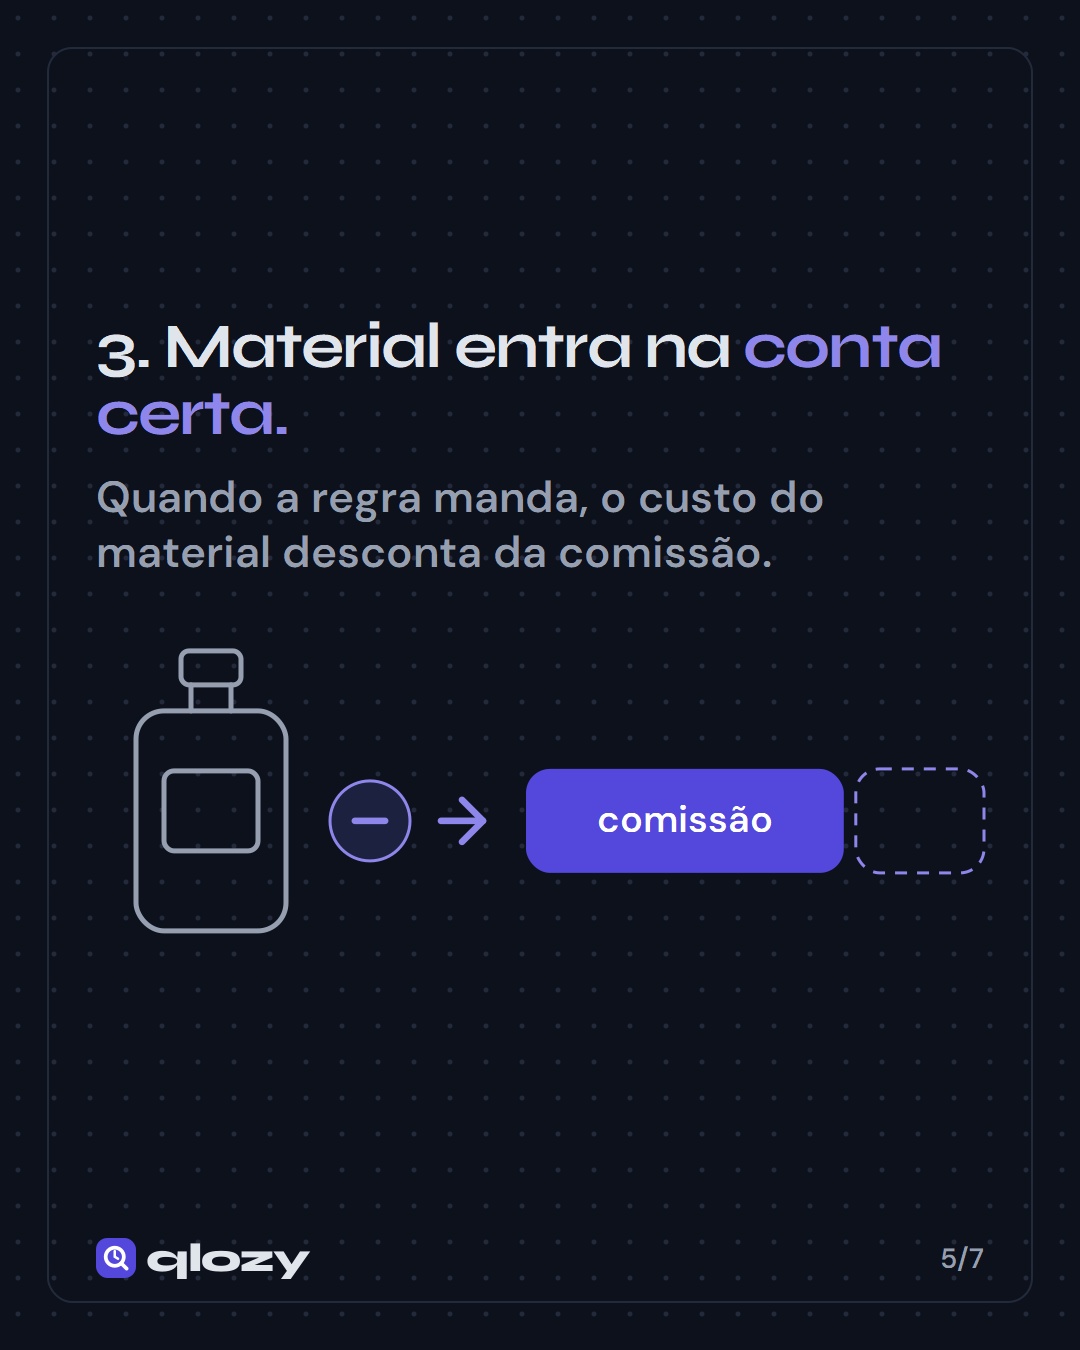 3. Material entra na conta
certa.
Quando a regra manda, o custo do
material desconta da comissão.
comissão
qlozy
5/7